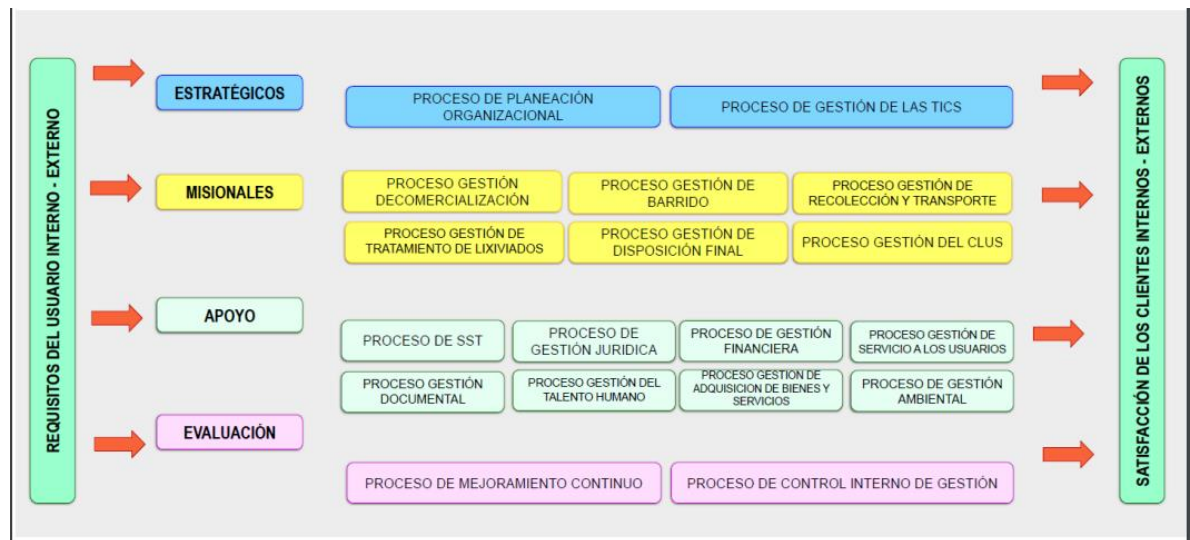 REQUISITOS DEL USUARIO INTERNO - EXTERNO
ESTRATÉGICOS
PROCESO DE PLANEACIÓN
ORGANIZACIONAL
PROCESO DE GESTIÓN DE LAS TICS
MISIONALES
PROCESO GESTIÓN
DECOMERCIALIZACIÓN
PROCESO GESTIÓN DE
BARRIDO
PROCESO GESTIÓN DE
RECOLECCIÓN Y TRANSPORTE
PROCESO GESTIÓN DE
TRATAMIENTO DE LIXIVIADOS
PROCESO GESTIÓN DE
DISPOSICIÓN FINAL
PROCESO GESTIÓN DEL CLUS
APOYO
PROCESO DE SST
PROCESO DE
GESTIÓN JURIDICA
PROCESO DE GESTIÓN
FINANCIERA
PROCESO GESTIÓN DE
SERVICIO A LOS USUARIOS
PROCESO GESTIÓN
DOCUMENTAL
PROCESO GESTIÓN DEL
TALENTO HUMANO
PROCESO GESTION DE
ADQUISICION DE BIENES Y
SERVICIOS
PROCESO DE GESTIÓN
AMBIENTAL
EVALUACIÓN
PROCESO DE MEJORAMIENTO CONTINUO
PROCESO DE CONTROL INTERNO DE GESTIÓN
SATISFACCIÓN DE LOS CLIENTES INTERNOS - EXTERNOS